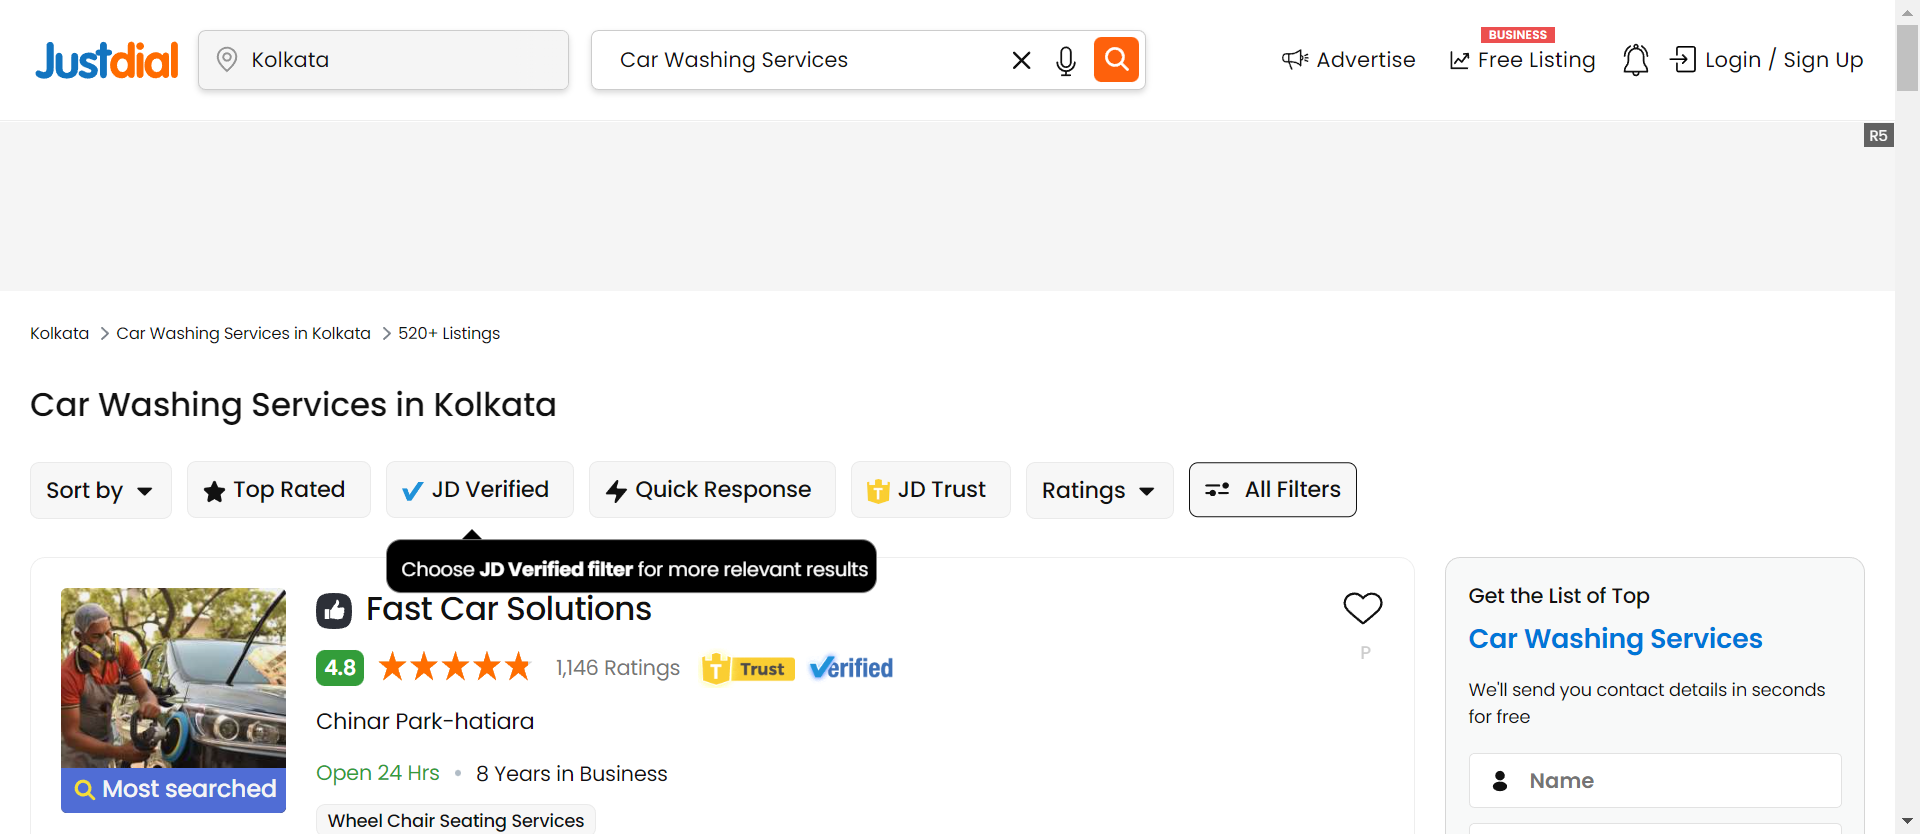 Justdial
Kolkata
Car Washing Services
Advertise
BUSINESS
Free Listing
Login / Sign Up
R5
Kolkata > Car Washing Services in Kolkata > 520+ Listings
Car Washing Services in Kolkata
Sort by
Top Rated
JD Verified
Quick Response
JD Trust
Ratings
All Filters
Choose JD Verified filter for more relevant results
Fast Car Solutions
4.8
1,146 Ratings
T Trust
Verified
P
Chinar Park-hatiara
Open 24 Hrs • 8 Years in Business
Most searched
Wheel Chair Seating Services
Get the List of Top
Car Washing Services
We'll send you contact details in seconds
for free
Name